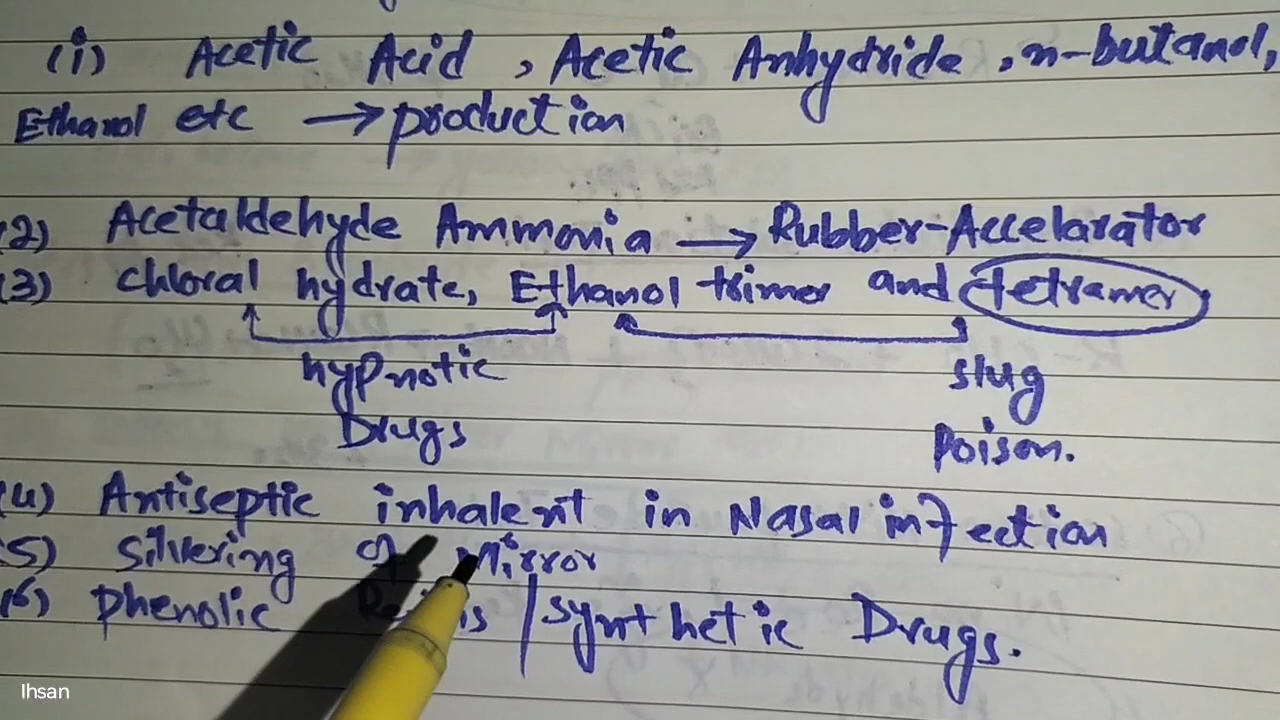 (i) Acetic Acid, Acetic Anhydride, n-butanol,
Ethanol etc → production
(2) Acetaldehyde Ammonia → Rubber-Accelarator
(3) chloral hydrate, Ethanol trimer and tetramer
hypnotic slug
Drugs Poison.
(4) Antiseptic inhalent in Nasal infection
(5) Silvering of Mirror
(6) Phenolic / Synthetic Drugs.
Ihsan